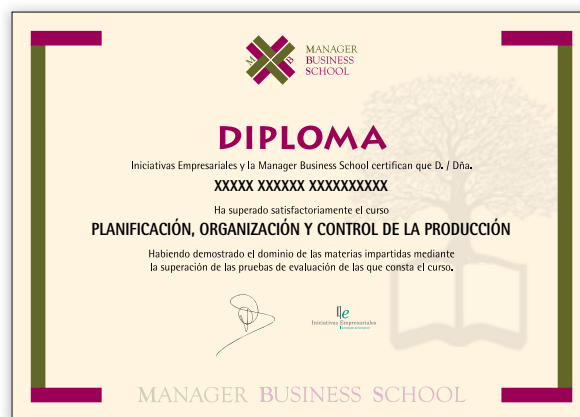 M B
MANAGER
BUSINESS
SCHOOL
DIPLOMA
Iniciativas Empresariales y la Manager Business School certifican que D. / Dña.
XXXXX XXXXXX XXXXXXXXXX
Ha superado satisfactoriamente el curso
PLANIFICACIÓN, ORGANIZACIÓN Y CONTROL DE LA PRODUCCIÓN
Habiendo demostrado el dominio de las materias impartidas mediante
la superación de las pruebas de evaluación de las que consta el curso.
Iniciativas Empresariales
MANAGER BUSINESS SCHOOL